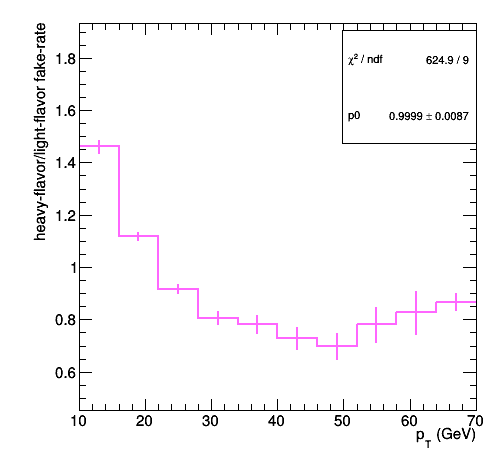 heavy-flavor/light-flavor fake-rate
1.8
1.6
1.4
1.2
1
0.8
0.6
χ² / ndf 624.9 / 9
p0 0.9999 ± 0.0087
10 20 30 40 50 60 70
p_T (GeV)